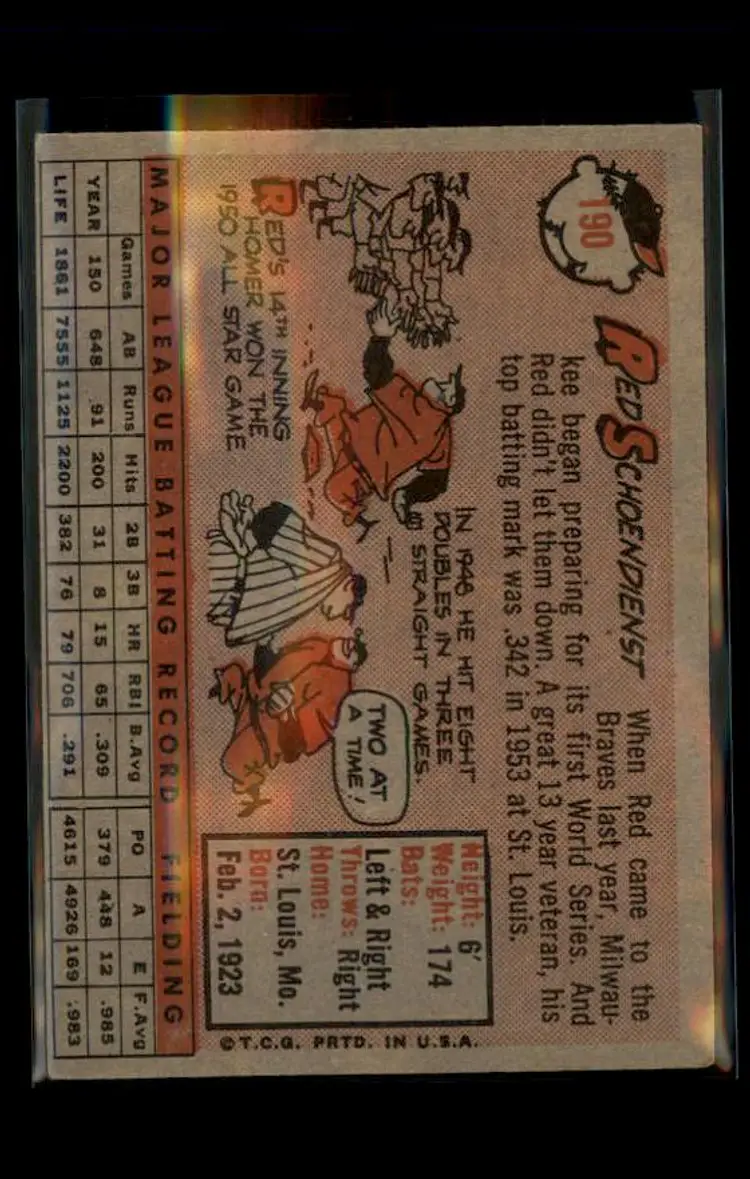 190
RED SCHOENDIENST
When Red came to the
Braves last year, Milwau-
kee began preparing for its first World Series. And
Red didn't let them down. A great 13 year veteran, his
top batting mark was .342 in 1953 at St. Louis.
IN 1948 HE HIT EIGHT
DOUBLES IN THREE
STRAIGHT GAMES.
RED'S 14TH INNING
HOMER WON THE
1950 ALL STAR GAME
TWO AT
A TIME!
Height: 6'
Weight: 174
Bats:
Left & Right
Throws: Right
Home:
St. Louis, Mo.
Born:
Feb. 2, 1923
MAJOR LEAGUE BATTING RECORD FIELDING
Games AB Runs Hits 2B 3B HR RBI B.Avg PO A E F.Avg
YEAR 150 648 91 200 31 8 15 65 .309 379 448 12 .985
LIFE 1861 7555 1125 2200 382 76 79 706 .291 4615 4926 169 .983
© T.C.G. PRTD. IN U.S.A.